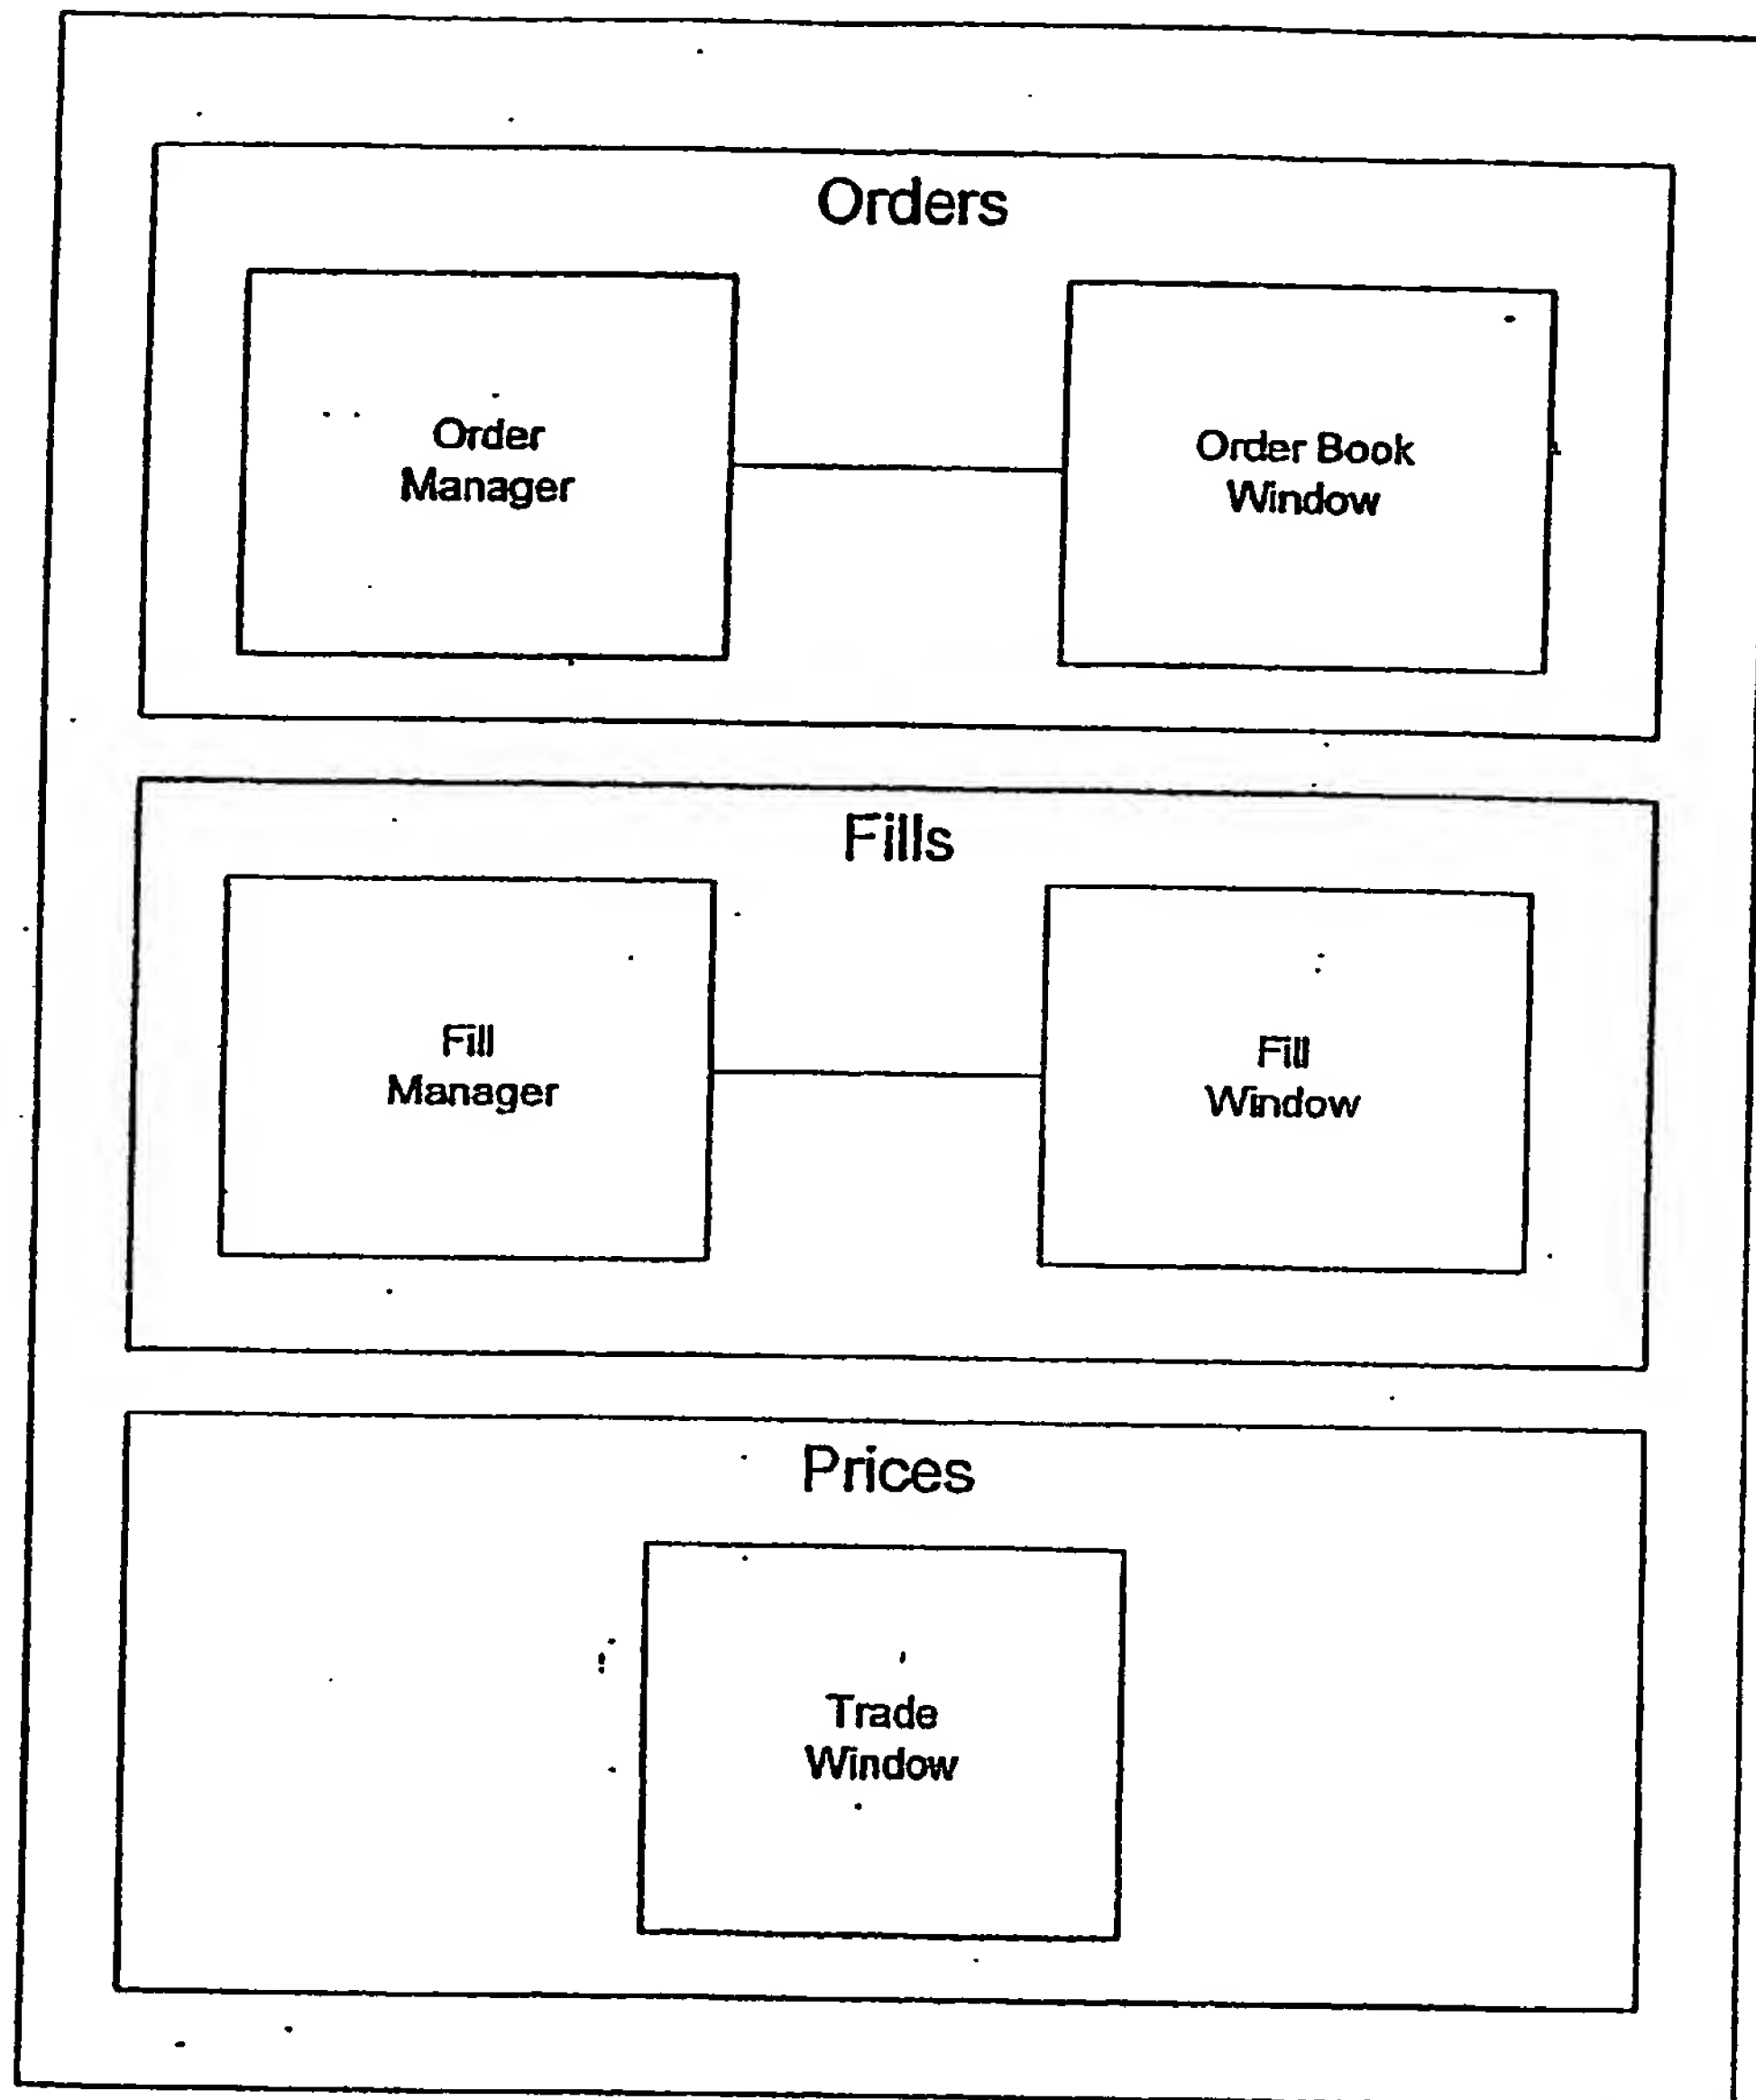 Orders
Order
Manager
Order Book
Window
Fills
Fill
Manager
Fill
Window
Prices
Trade
Window